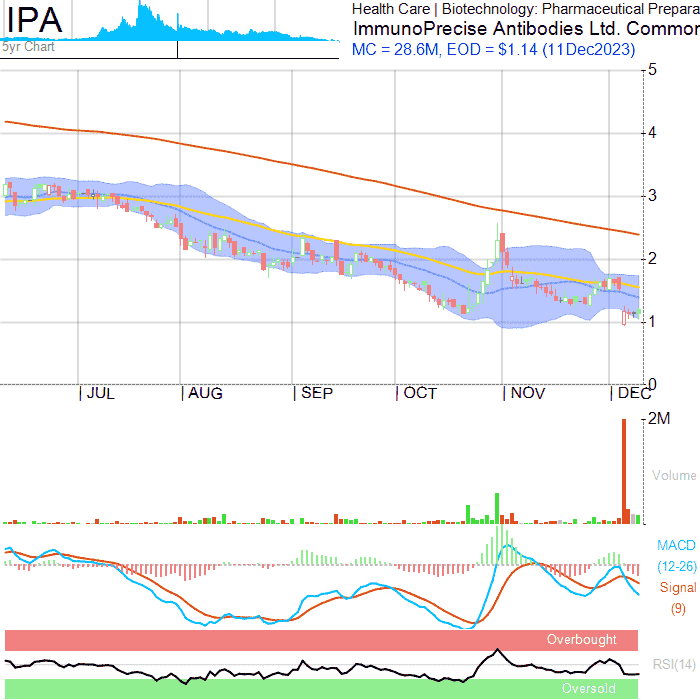 IPA
5yr Chart
Health Care | Biotechnology: Pharmaceutical Prepara
ImmunoPrecise Antibodies Ltd. Common
MC = 28.6M, EOD = $1.14 (11Dec2023)
5
4
3
2
1
0
JUL AUG SEP OCT NOV DEC
2M
Volume
MACD
(12-26)
Signal
(9)
Overbought
RSI(14)
Oversold